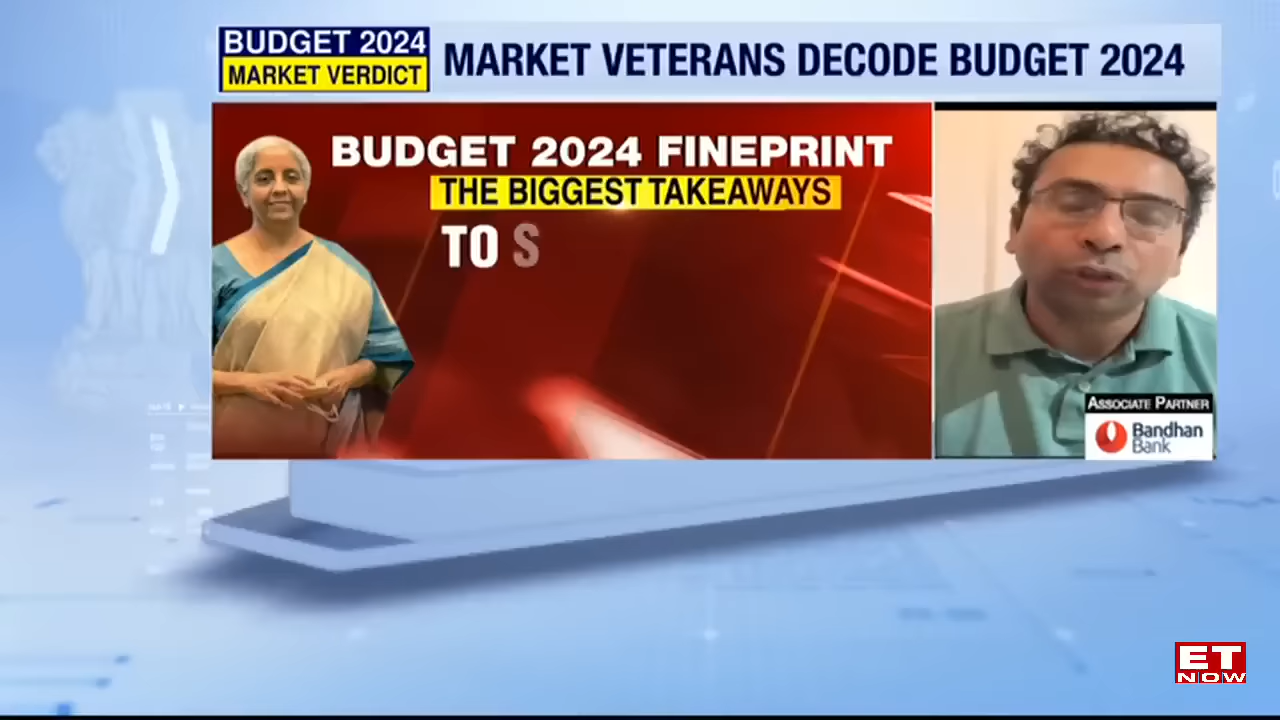 BUDGET 2024
MARKET VERDICT
MARKET VETERANS DECODE BUDGET 2024
BUDGET 2024 FINEPRINT
THE BIGGEST TAKEAWAYS
TO S
ASSOCIATE PARTNER
Bandhan
Bank
ET
NOW